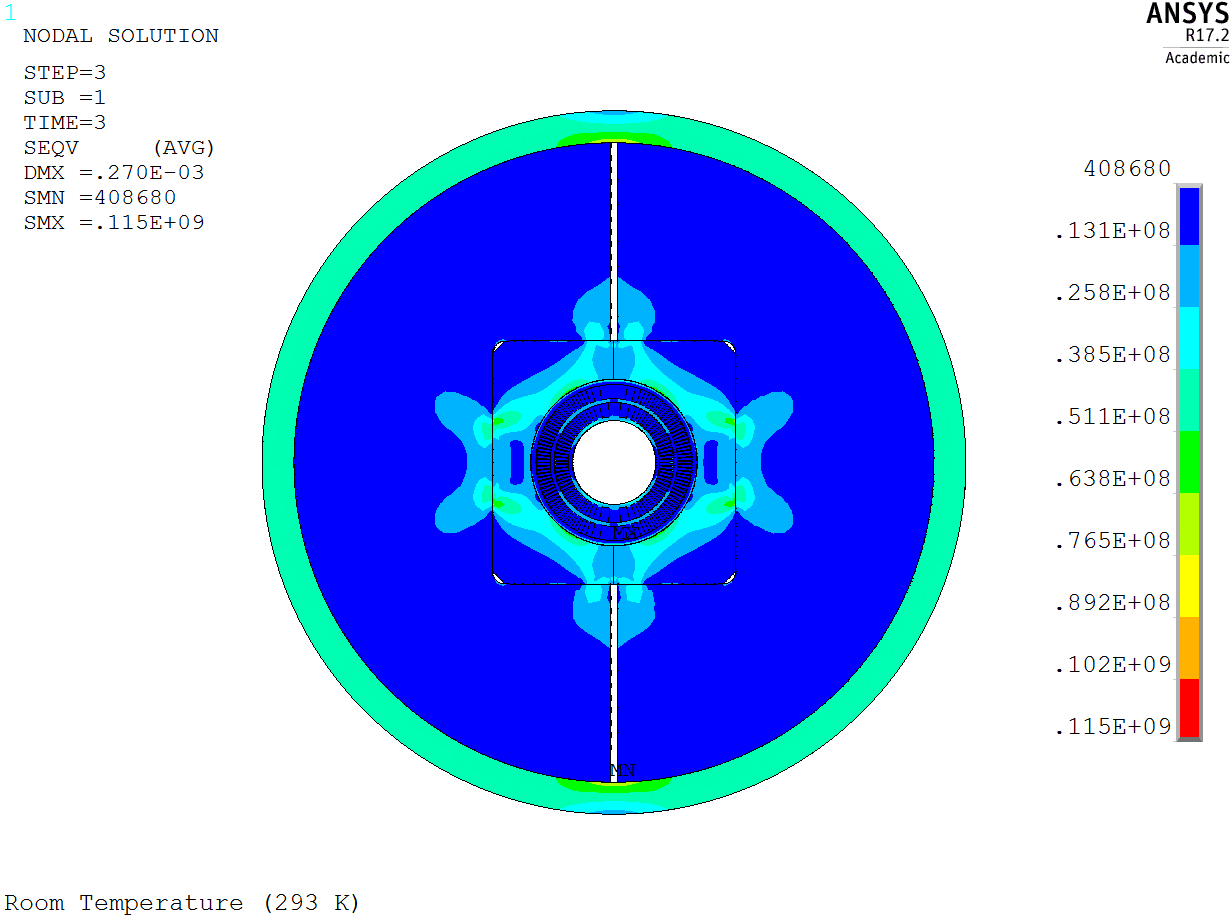 1
NODAL SOLUTION
STEP=3
SUB =1
TIME=3
SEQV (AVG)
DMX =.270E-03
SMN =408680
SMX =.115E+09
ANSYS
R17.2
Academic
408680
.131E+08
.258E+08
.385E+08
.511E+08
.638E+08
.765E+08
.892E+08
.102E+09
.115E+09
MN
Room Temperature (293 K)